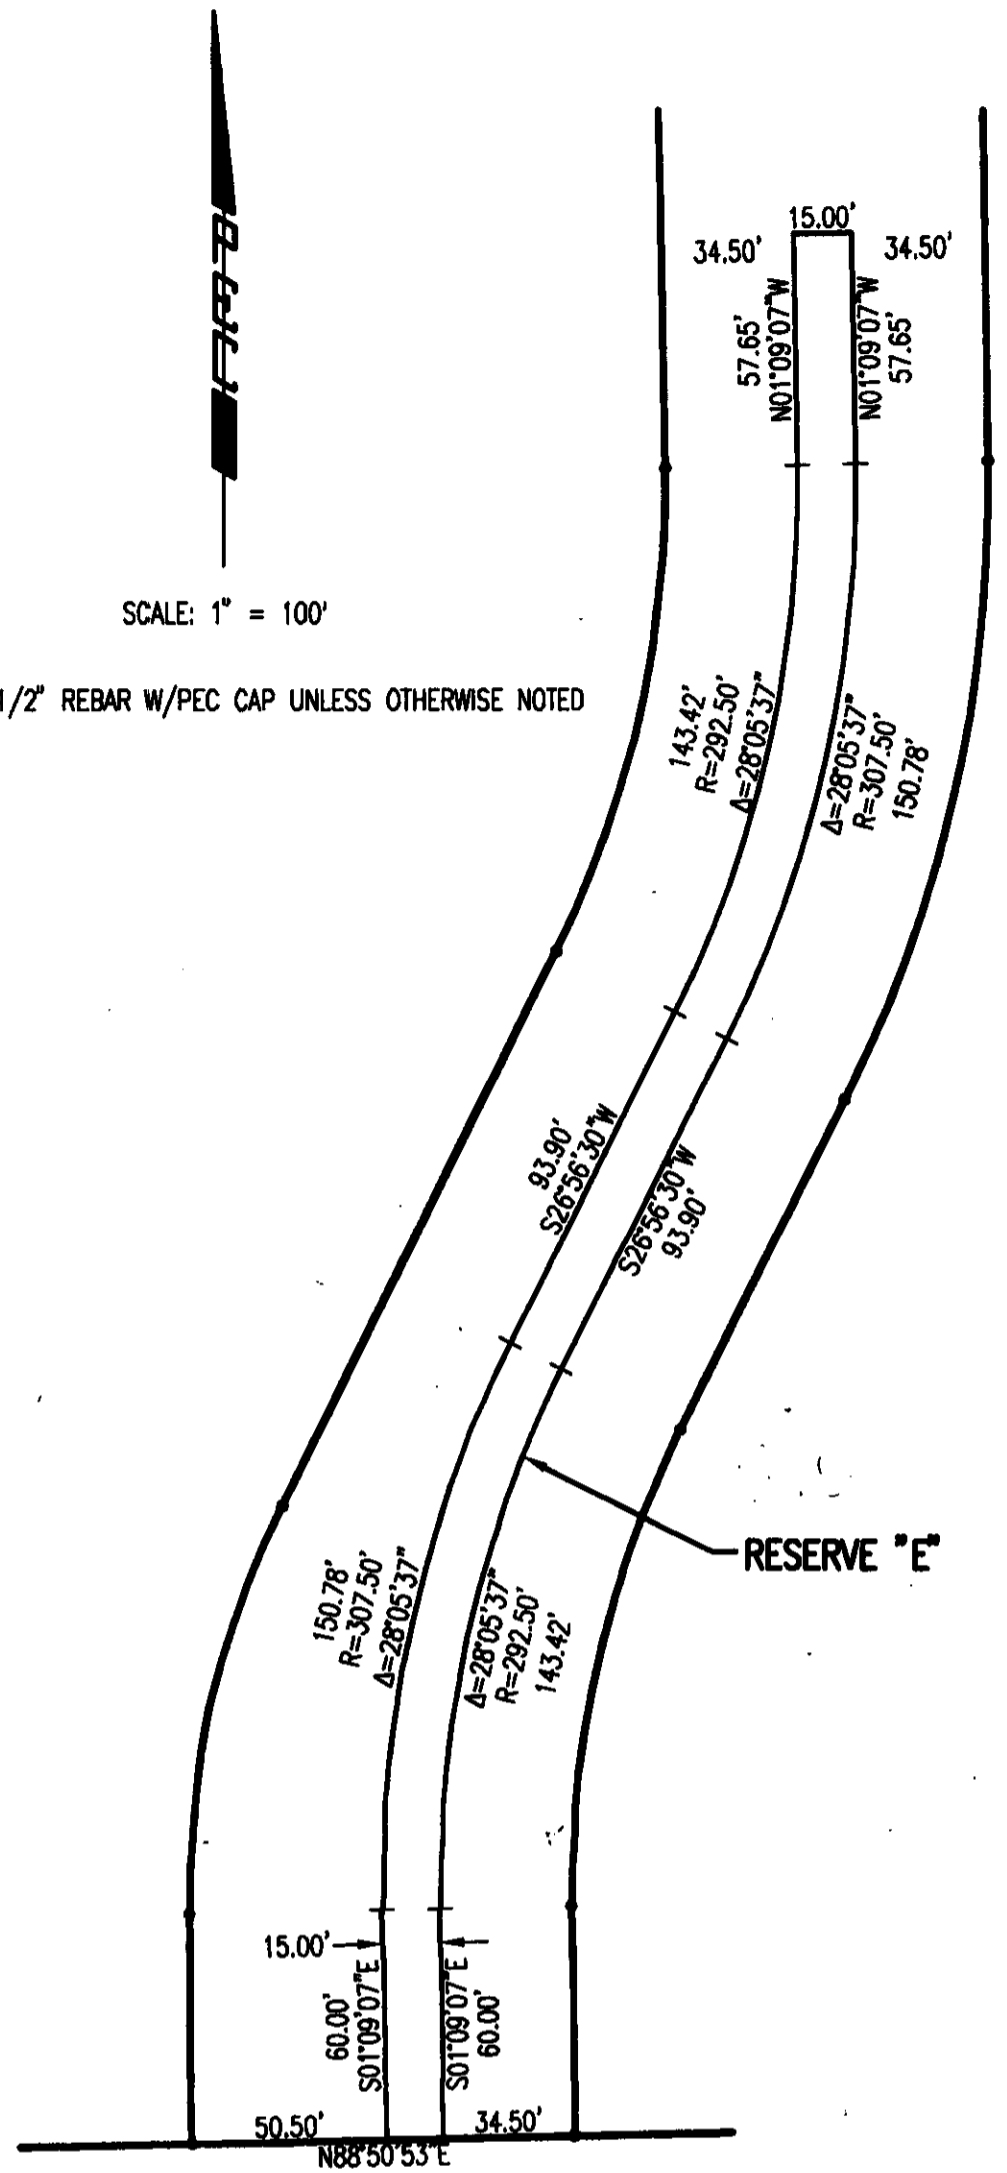 SCALE: 1" = 100'
1/2" REBAR W/PEC CAP UNLESS OTHERWISE NOTED
15.00'
34.50'
34.50'
57.65'
N01°09'07"W
N01°09'07"W
57.65'
143.42'
R=292.50'
Δ=28°05'37"
Δ=28°05'37"
R=307.50'
150.78'
93.90'
S26°56'30"W
S26°56'30"W
93.90'
RESERVE "E"
150.78'
R=307.50'
Δ=28°05'37"
Δ=28°05'37"
R=292.50'
143.42'
15.00'
60.00'
S01°09'07"E
S01°09'07"E
60.00'
50.50'
34.50'
N88°50'53"E